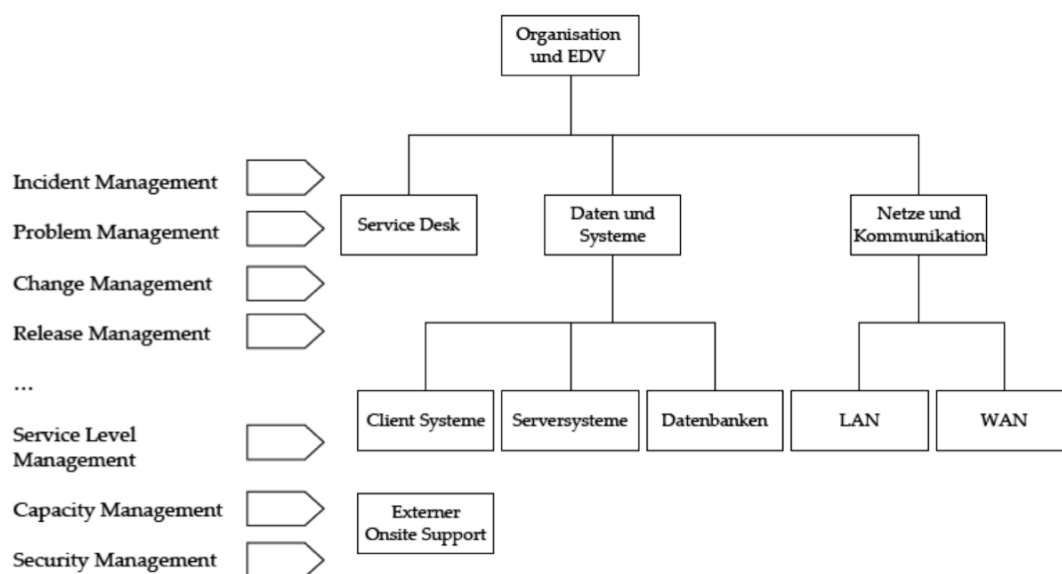 Organisation
und EDV
Incident Management
Problem Management
Change Management
Release Management
...
Service Level
Management
Capacity Management
Security Management
Service Desk
Daten und
Systeme
Netze und
Kommunikation
Client Systeme
Serversysteme
Datenbanken
LAN
WAN
Externer
Onsite Support